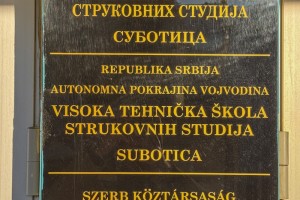 СТРУКОВНИХ СТУДИЈА
СУБОТИЦА
REPUBLIKA SRBIJA
AUTONOMNA POKRAJINA VOJVODINA
VISOKA TEHNIČKA ŠKOLA
STRUKOVNIH STUDIJA
SUBOTICA
SZERB KÖZTÁRSASÁG